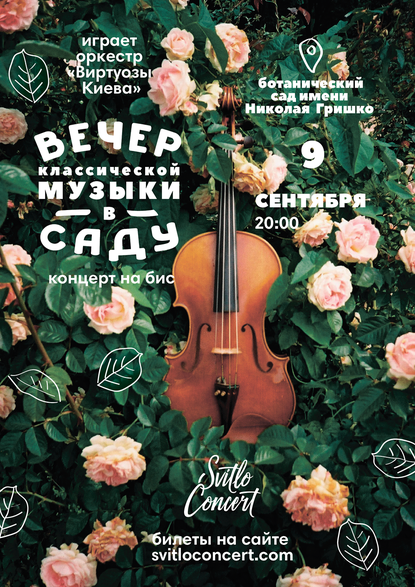 играет
оркестр
«Виртуозы
Киева»
ботанический
сад имени
Николая Гришко
ВЕЧЕР
классической
МУЗЫКИ
В
САДУ
концерт на бис
9
СЕНТЯБРЯ
20:00
Svitlo
Concert
билеты на сайте
svitloconcert.com